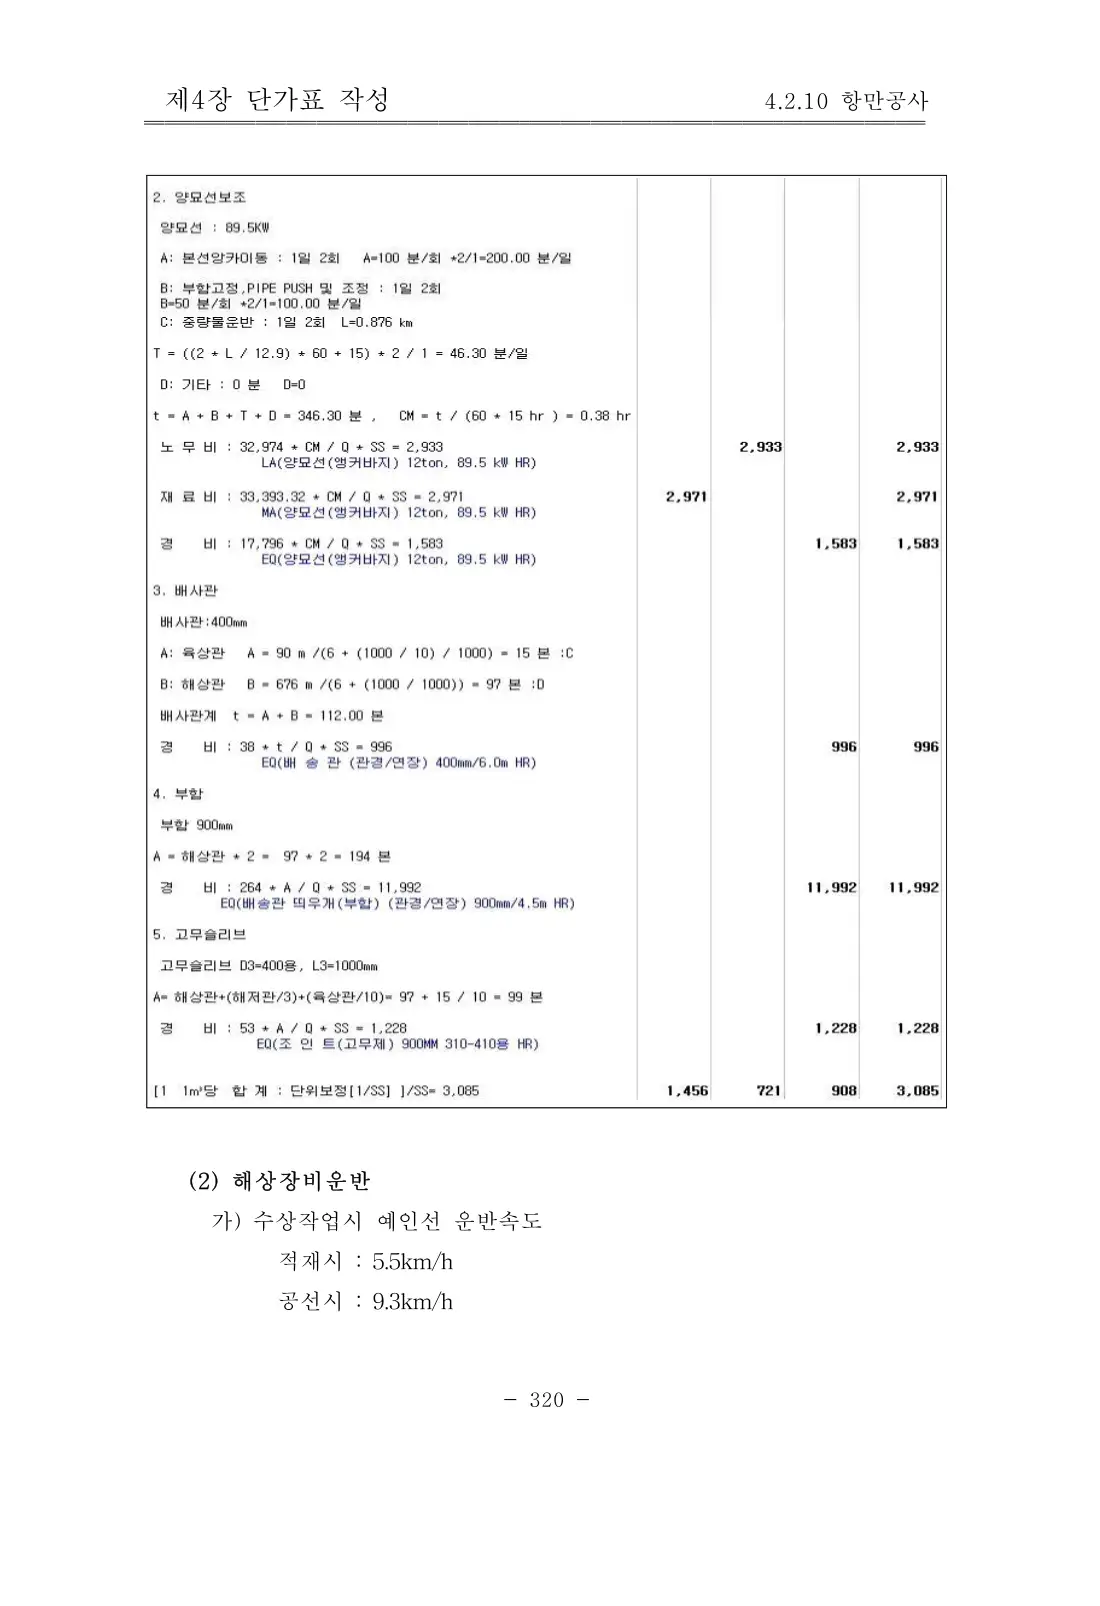 제4장 단가표 작성 4.2.10 항만공사
2. 양묘선보조
양묘선 : 89.5KW
A: 본선앙카이동 : 1일 2회 A=100 분/회 *2/1=200.00 분/일
B: 부함고정,PIPE PUSH 및 조정 : 1일 2회
B=50 분/회 *2/1=100.00 분/일
C: 중량물운반 : 1일 2회 L=0.876 km
T = ((2 * L / 12.9) * 60 + 15) * 2 / 1 = 46.30 분/일
D: 기타 : 0 분 D=0
t = A + B + T + D = 346.30 분 , CM = t / (60 * 15 hr ) = 0.38 hr
노 무 비 : 32,974 * CM / Q * SS = 2,933 2,933 2,933
LA(양묘선(앵커바지) 12ton, 89.5 kW HR)
재 료 비 : 33,393.32 * CM / Q * SS = 2,971 2,971 2,971
MA(양묘선(앵커바지) 12ton, 89.5 kW HR)
경 비 : 17,796 * CM / Q * SS = 1,583 1,583 1,583
EQ(양묘선(앵커바지) 12ton, 89.5 kW HR)
3. 배사관
배사관:400mm
A: 육상관 A = 90 m /(6 + (1000 / 10) / 1000) = 15 본 :C
B: 해상관 B = 676 m /(6 + (1000 / 1000)) = 97 본 :D
배사관계 t = A + B = 112.00 본
경 비 : 38 * t / Q * SS = 996 996 996
EQ(배 송 관 (관경/연장) 400mm/6.0m HR)
4. 부함
부함 900mm
A = 해상관 * 2 = 97 * 2 = 194 본
경 비 : 264 * A / Q * SS = 11,992 11,992 11,992
EQ(배송관 띄우개(부함) (관경/연장) 900mm/4.5m HR)
5. 고무슬리브
고무슬리브 D3=400용, L3=1000mm
A= 해상관+(해저관/3)+(육상관/10)= 97 + 15 / 10 = 99 본
경 비 : 53 * A / Q * SS = 1,228 1,228 1,228
EQ(조 인 트(고무제) 900MM 310-410용 HR)
[1 1m³당 합 계 : 단위보정[1/SS] ]/SS= 3,085 1,456 721 908 3,085
(2) 해상장비운반
가) 수상작업시 예인선 운반속도
적재시 : 5.5km/h
공선시 : 9.3km/h
- 320 -